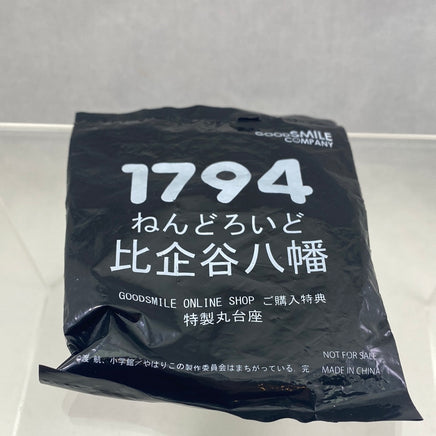 GOODSMILE
COMPANY
1794
ねんどろいど
比企谷八幡
GOODSMILE ONLINE SHOP ご購入特典
特製丸台座
航、小学館／やはりこの製作委員会はまちがっている 完
NOT FOR SALE
MADE IN CHINA